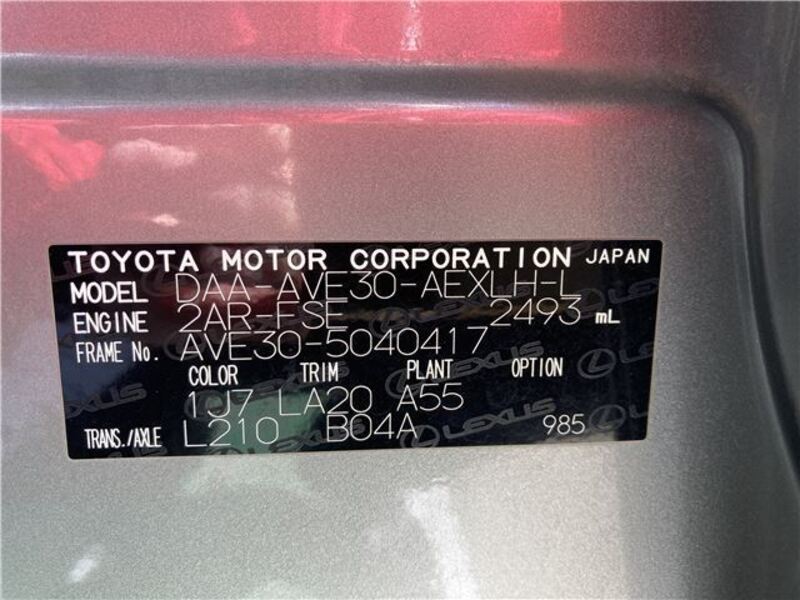 TOYOTA MOTOR CORPORATION JAPAN
MODEL DAA-AVE30-AEXLH-L
ENGINE 2AR-FSE 2493 mL
FRAME No. AVE30-5040417
COLOR TRIM PLANT OPTION
1J7 LA20 A55
TRANS./AXLE L210 B04A 985
LEXUS